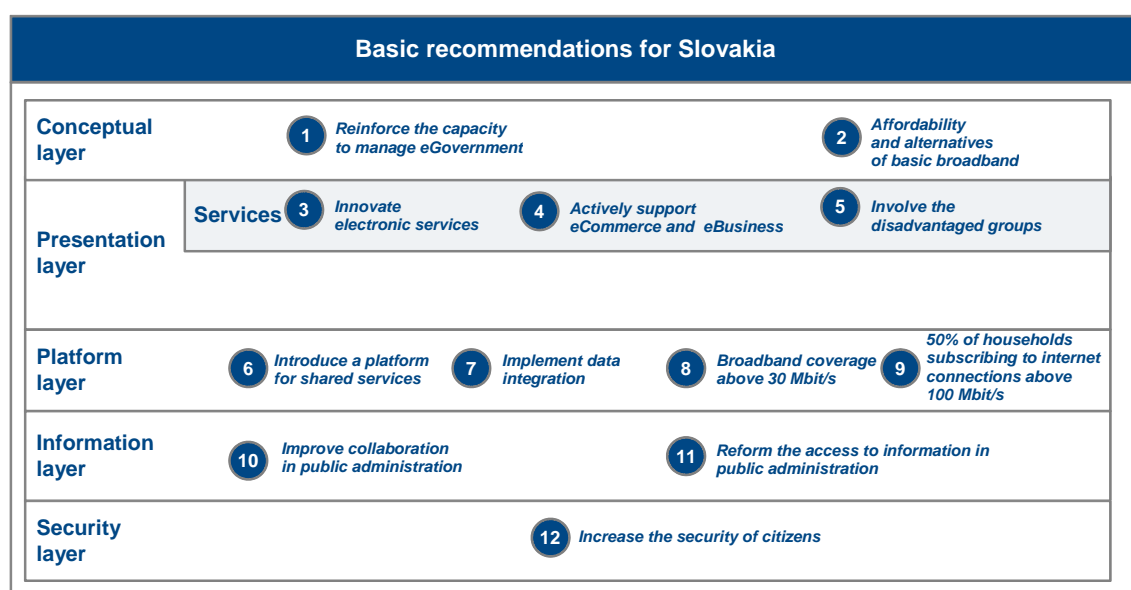 Basic recommendations for Slovakia
Conceptual
layer
1
Reinforce the capacity
to manage eGovernment
2
Affordability
and alternatives
of basic broadband
Presentation
layer
Services
3
Innovate
electronic services
4
Actively support
eCommerce and eBusiness
5
Involve the
disadvantaged groups
Platform
layer
6
Introduce a platform
for shared services
7
Implement data
integration
8
Broadband coverage
above 30 Mbit/s
9
50% of households
subscribing to internet
connections above
100 Mbit/s
Information
layer
10
Improve collaboration
in public administration
11
Reform the access to information in
public administration
Security
layer
12
Increase the security of citizens